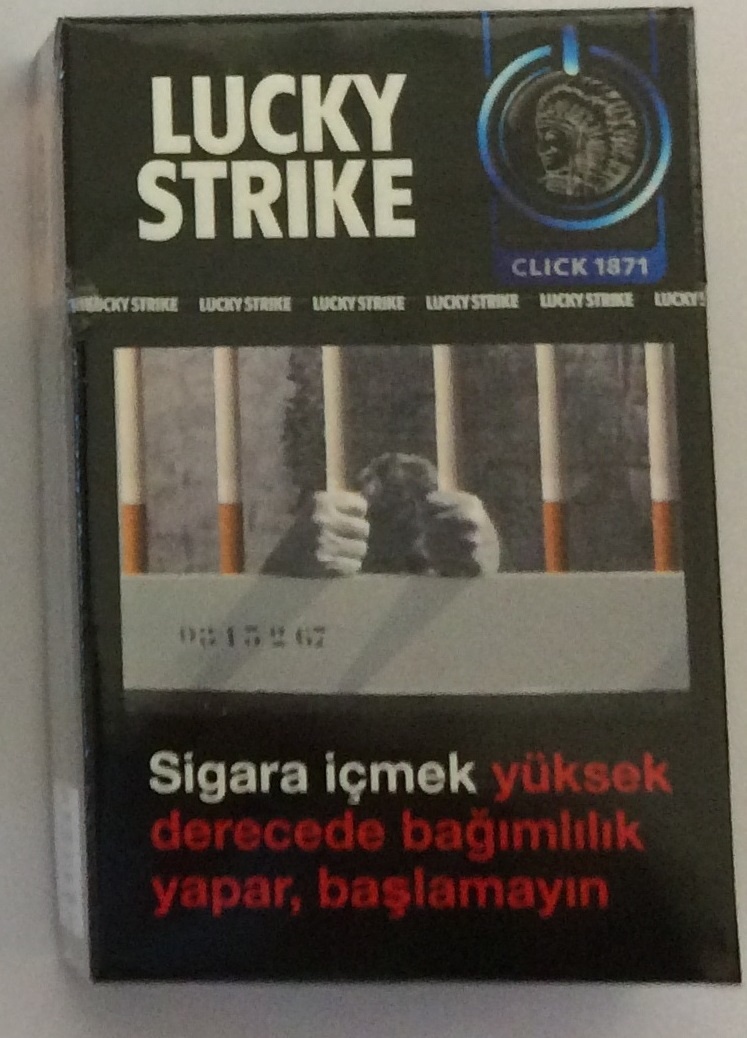 LUCKY
STRIKE
CLICK 1871
LUCKY STRIKE LUCKY STRIKE LUCKY STRIKE LUCKY STRIKE LUCKY STRIKE LUCKY
Sigara içmek yüksek
derecede bağımlılık
yapar, başlamayın